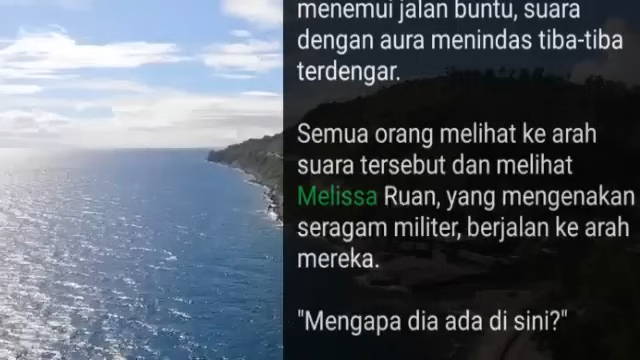 menemui jalan buntu, suara
dengan aura menindas tiba-tiba
terdengar.
Semua orang melihat ke arah
suara tersebut dan melihat
Melissa Ruan, yang mengenakan
seragam militer, berjalan ke arah
mereka.
"Mengapa dia ada di sini?"